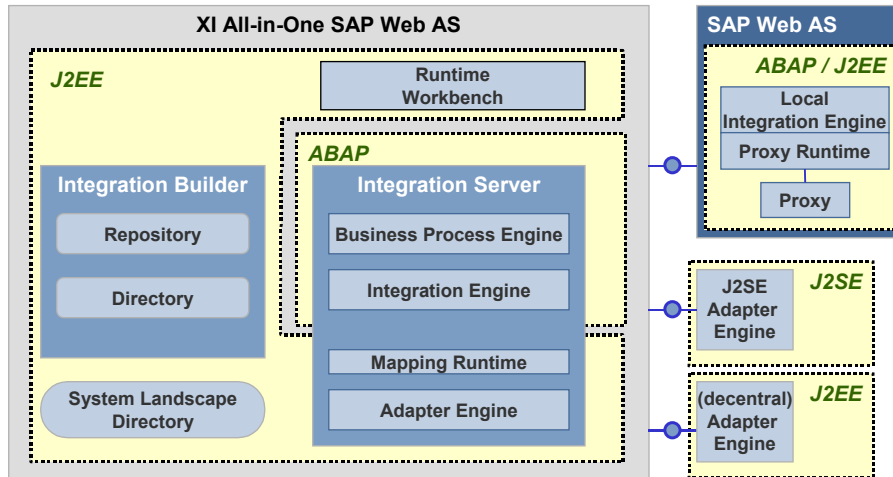 XI All-in-One SAP Web AS
J2EE
Runtime
Workbench
ABAP
Integration Builder
Repository
Directory
System Landscape
Directory
Integration Server
Business Process Engine
Integration Engine
Mapping Runtime
Adapter Engine
SAP Web AS
ABAP / J2EE
Local
Integration Engine
Proxy Runtime
Proxy
J2SE
Adapter
Engine
J2SE
(decentral)
Adapter
Engine
J2EE